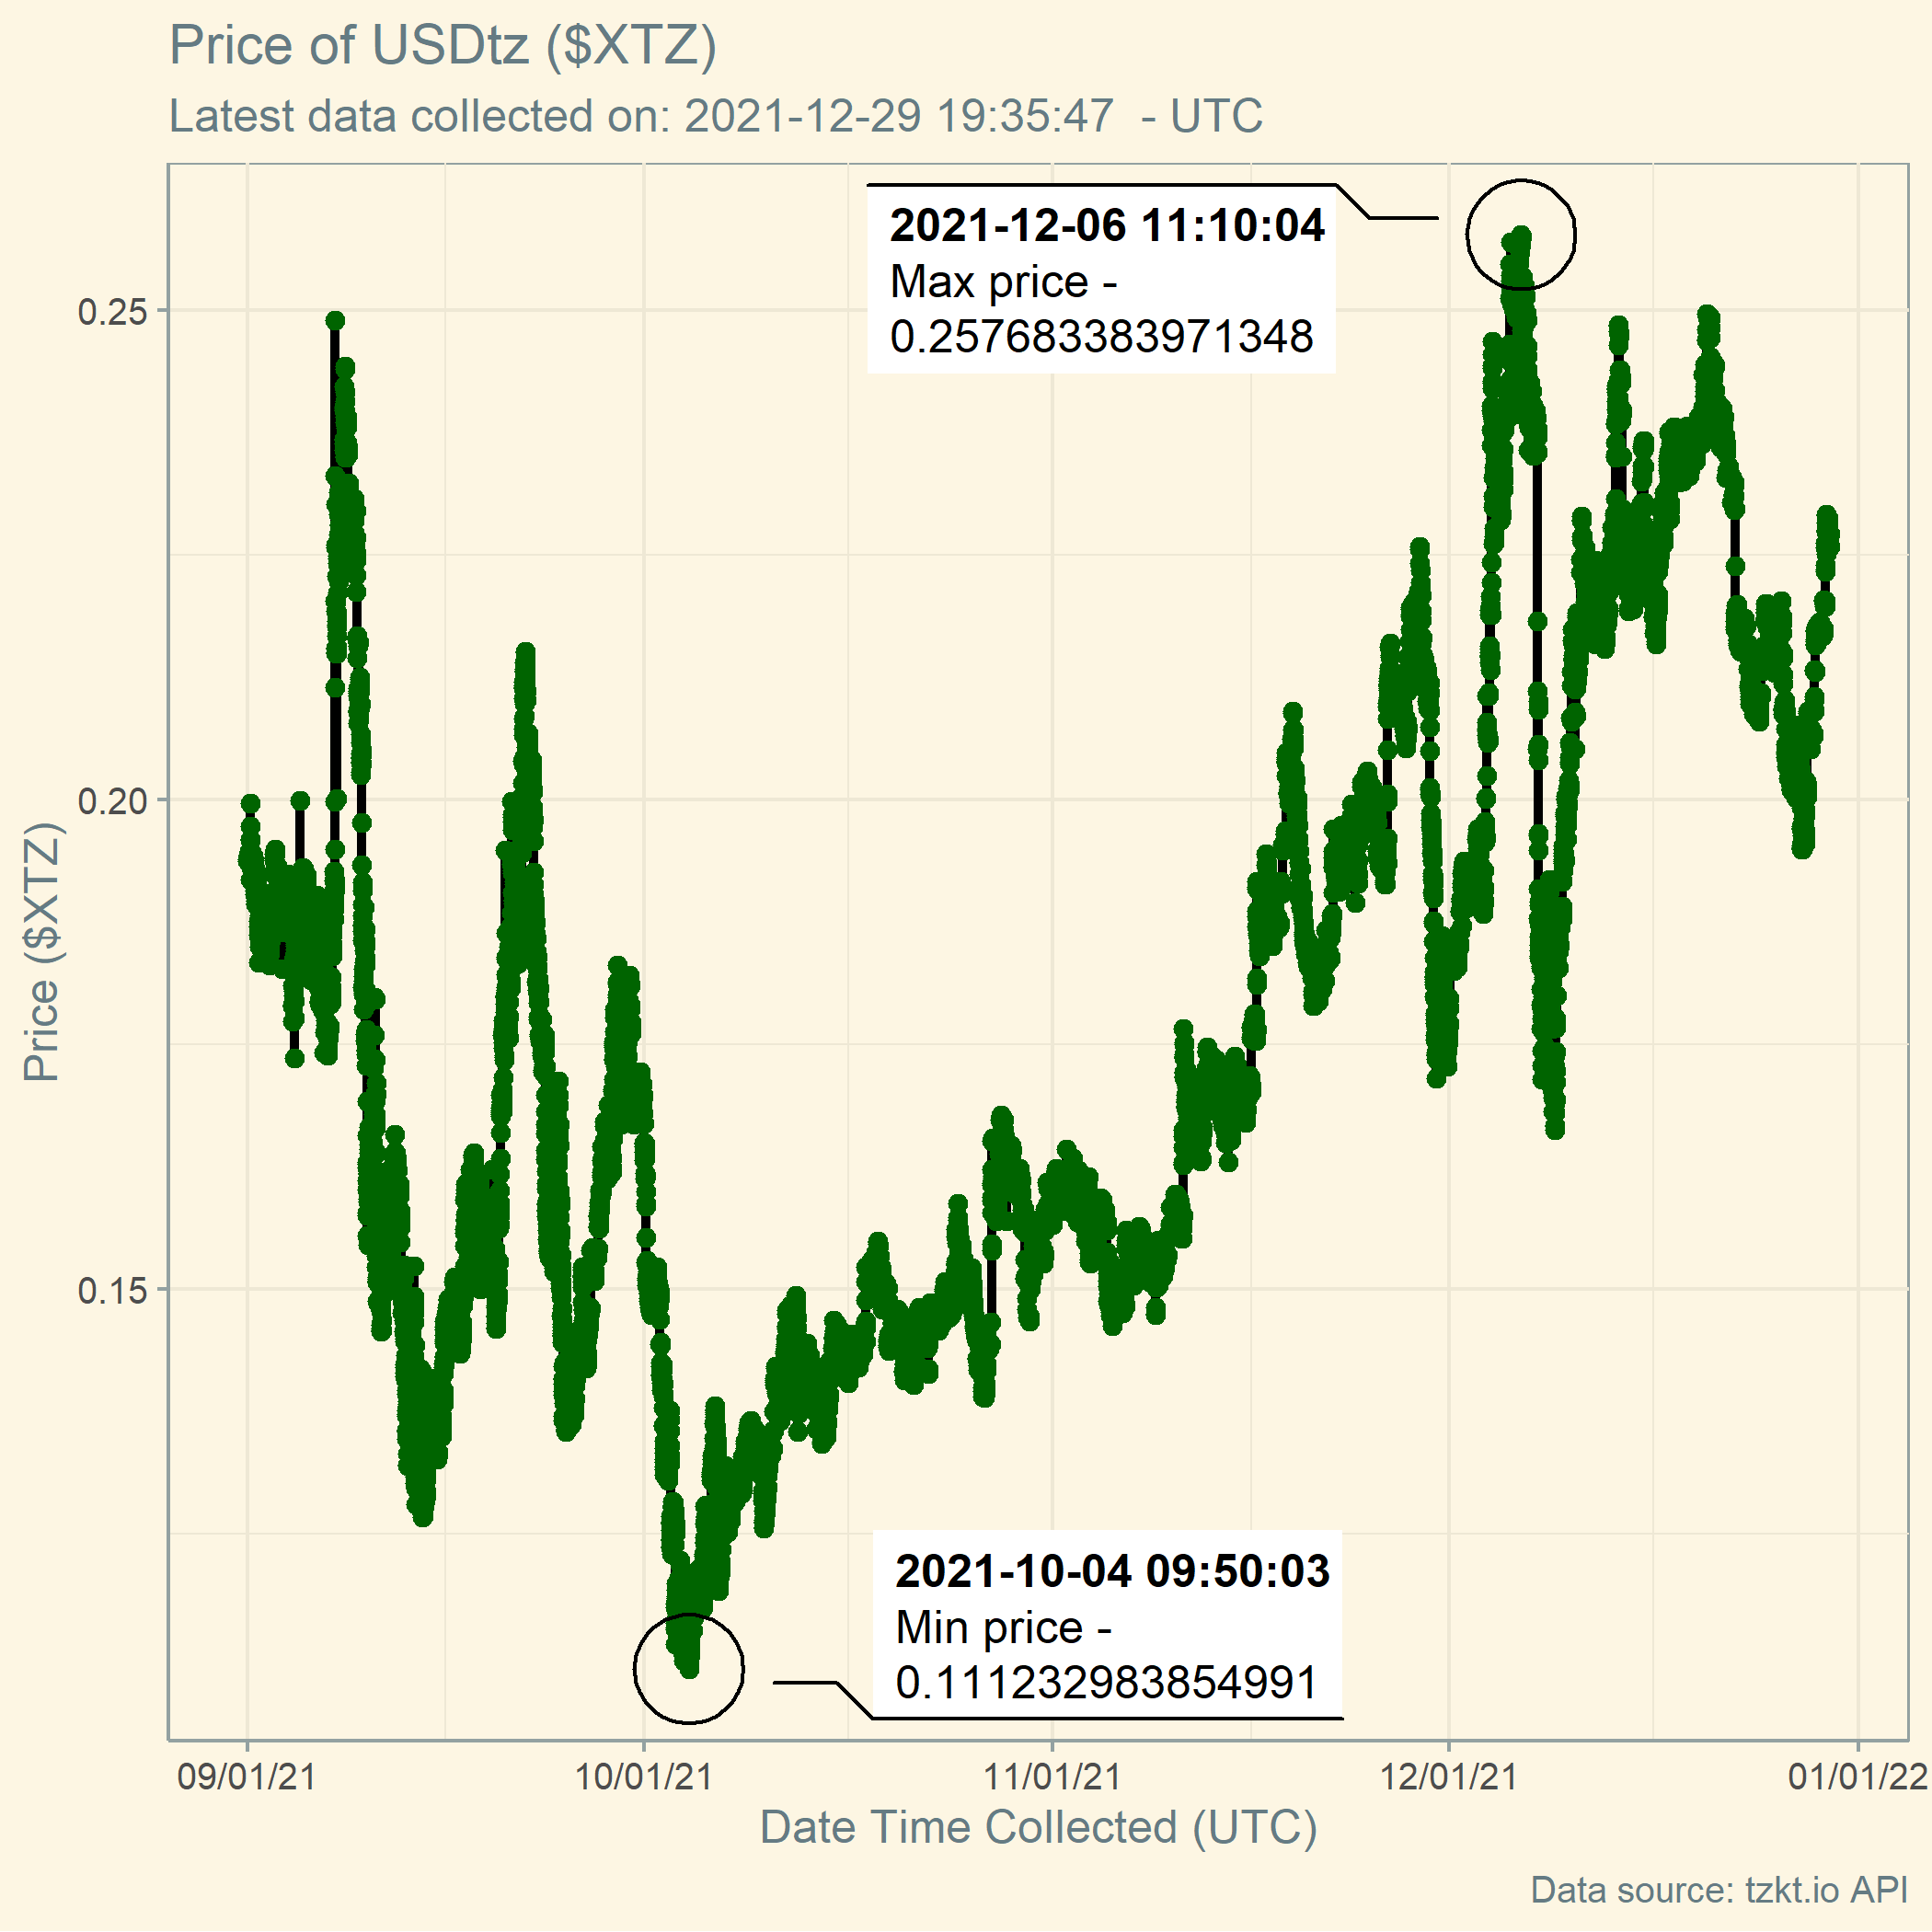 Price of USDtz ($XTZ)
Latest data collected on: 2021-12-29 19:35:47  - UTC
2021-12-06 11:10:04
Max price -
0.257683383971348
0.25
0.20
0.15
Price ($XTZ)
2021-10-04 09:50:03
Min price -
0.111232983854991
09/01/21
10/01/21
11/01/21
12/01/21
01/01/22
Date Time Collected (UTC)
Data source: tzkt.io API